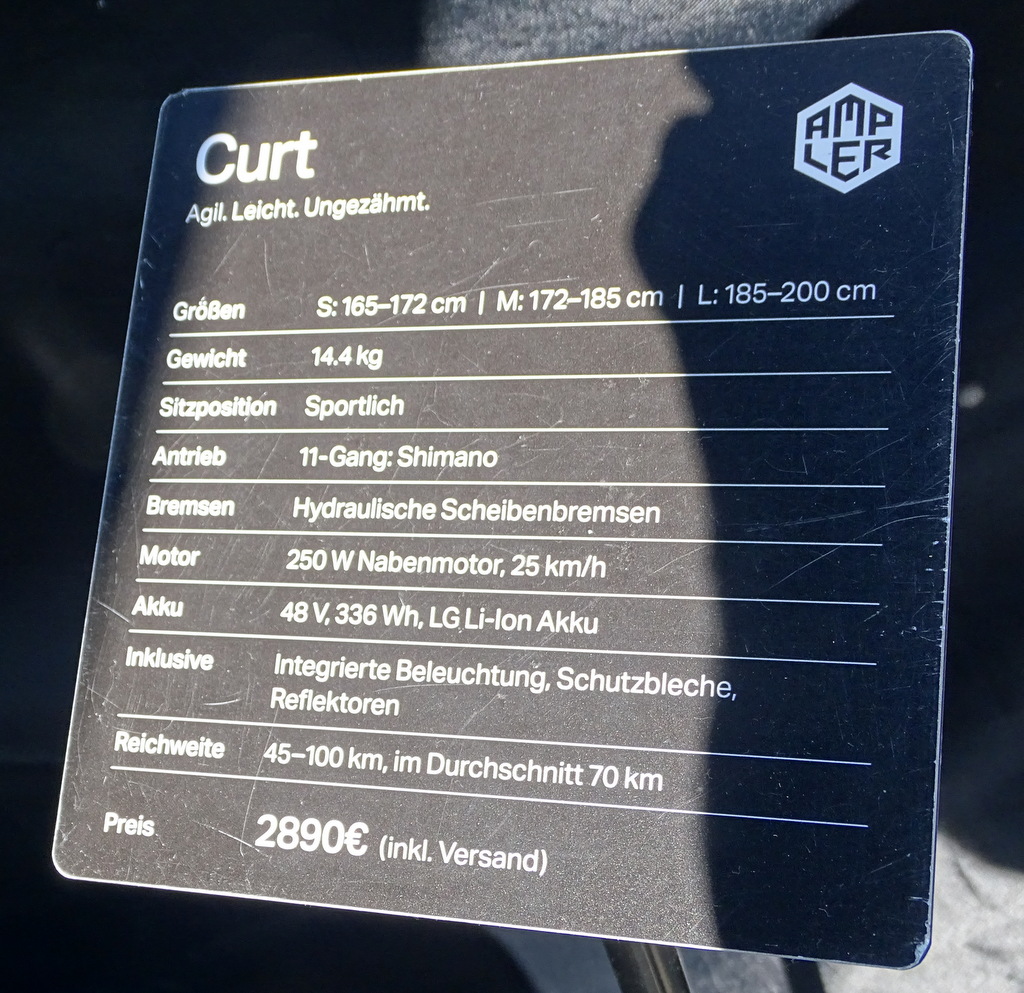 Curt
AMP
LER
Agil. Leicht. Ungezähmt.
Größen S: 165–172 cm | M: 172–185 cm | L: 185–200 cm
Gewicht 14.4 kg
Sitzposition Sportlich
Antrieb 11-Gang: Shimano
Bremsen Hydraulische Scheibenbremsen
Motor 250 W Nabenmotor, 25 km/h
Akku 48 V, 336 Wh, LG Li-Ion Akku
Inklusive Integrierte Beleuchtung, Schutzbleche,
Reflektoren
Reichweite 45–100 km, im Durchschnitt 70 km
Preis 2890€ (inkl. Versand)